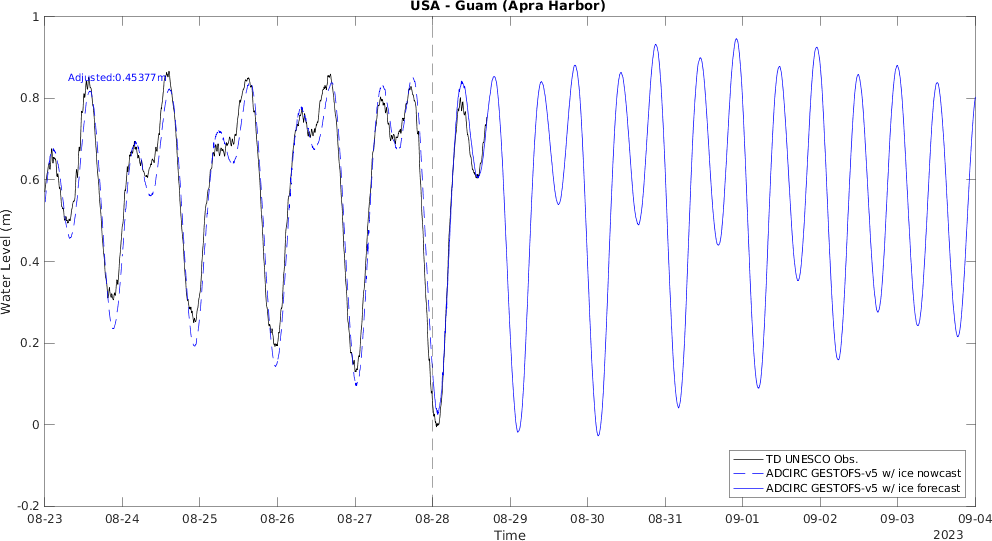 USA - Guam (Apra Harbor)
Adjusted:0.45377m
Water Level (m)
1
0.8
0.6
0.4
0.2
0
-0.2
TD UNESCO Obs.
ADCIRC GESTOFS-v5 w/ ice nowcast
ADCIRC GESTOFS-v5 w/ ice forecast
08-23 08-24 08-25 08-26 08-27 08-28 08-29 08-30 08-31 09-01 09-02 09-03 09-04
Time
2023